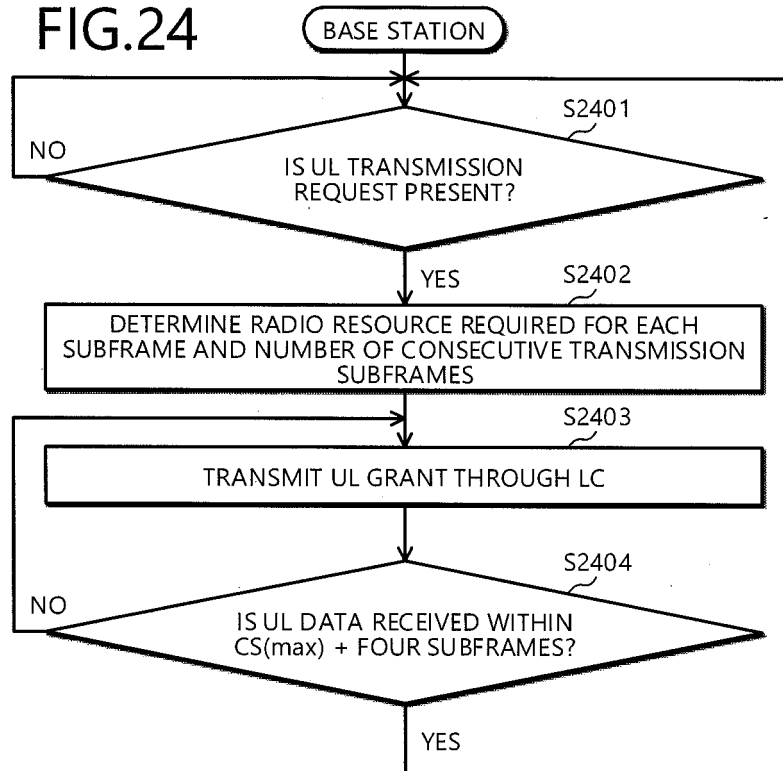 FIG.24
BASE STATION
S2401
NO
IS UL TRANSMISSION
REQUEST PRESENT?
YES
S2402
DETERMINE RADIO RESOURCE REQUIRED FOR EACH
SUBFRAME AND NUMBER OF CONSECUTIVE TRANSMISSION
SUBFRAMES
S2403
TRANSMIT UL GRANT THROUGH LC
S2404
NO
IS UL DATA RECEIVED WITHIN
CS(max) + FOUR SUBFRAMES?
YES